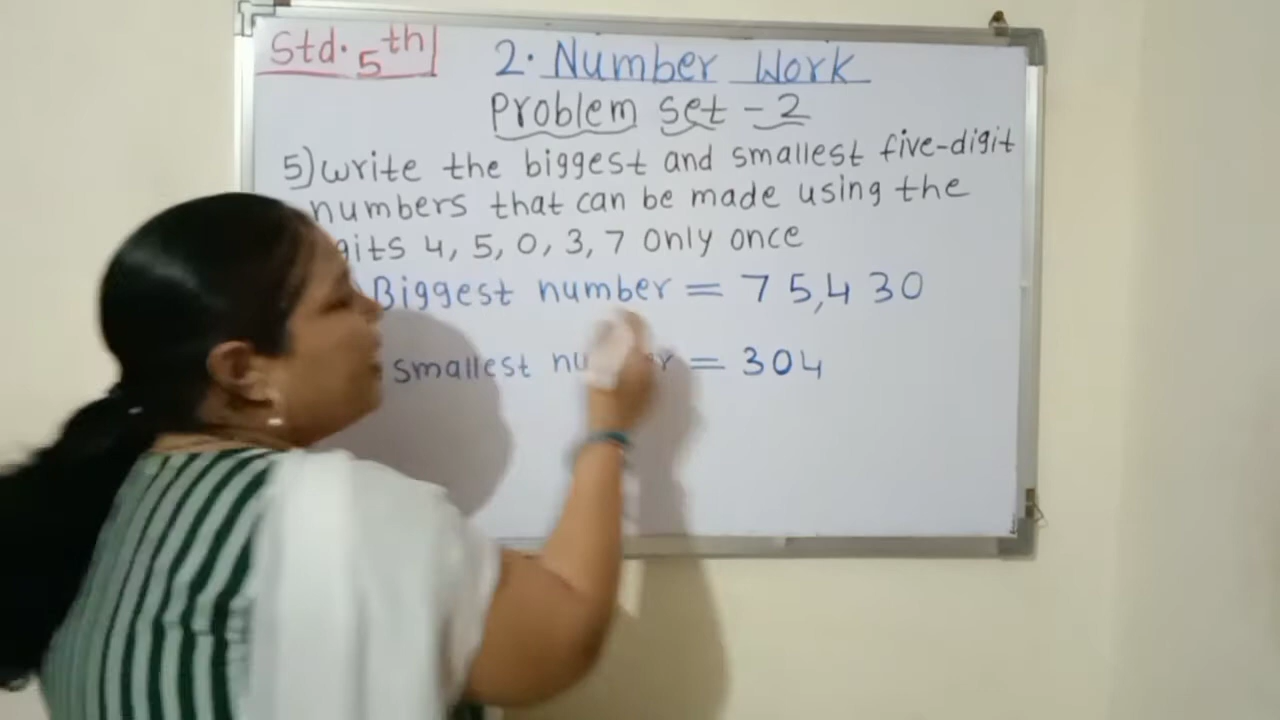 Std. 5th
2. Number Work
Problem set - 2
5) write the biggest and smallest five-digit
numbers that can be made using the
4, 5, 0, 3, 7 only once
Biggest number = 75,430
smallest = 304